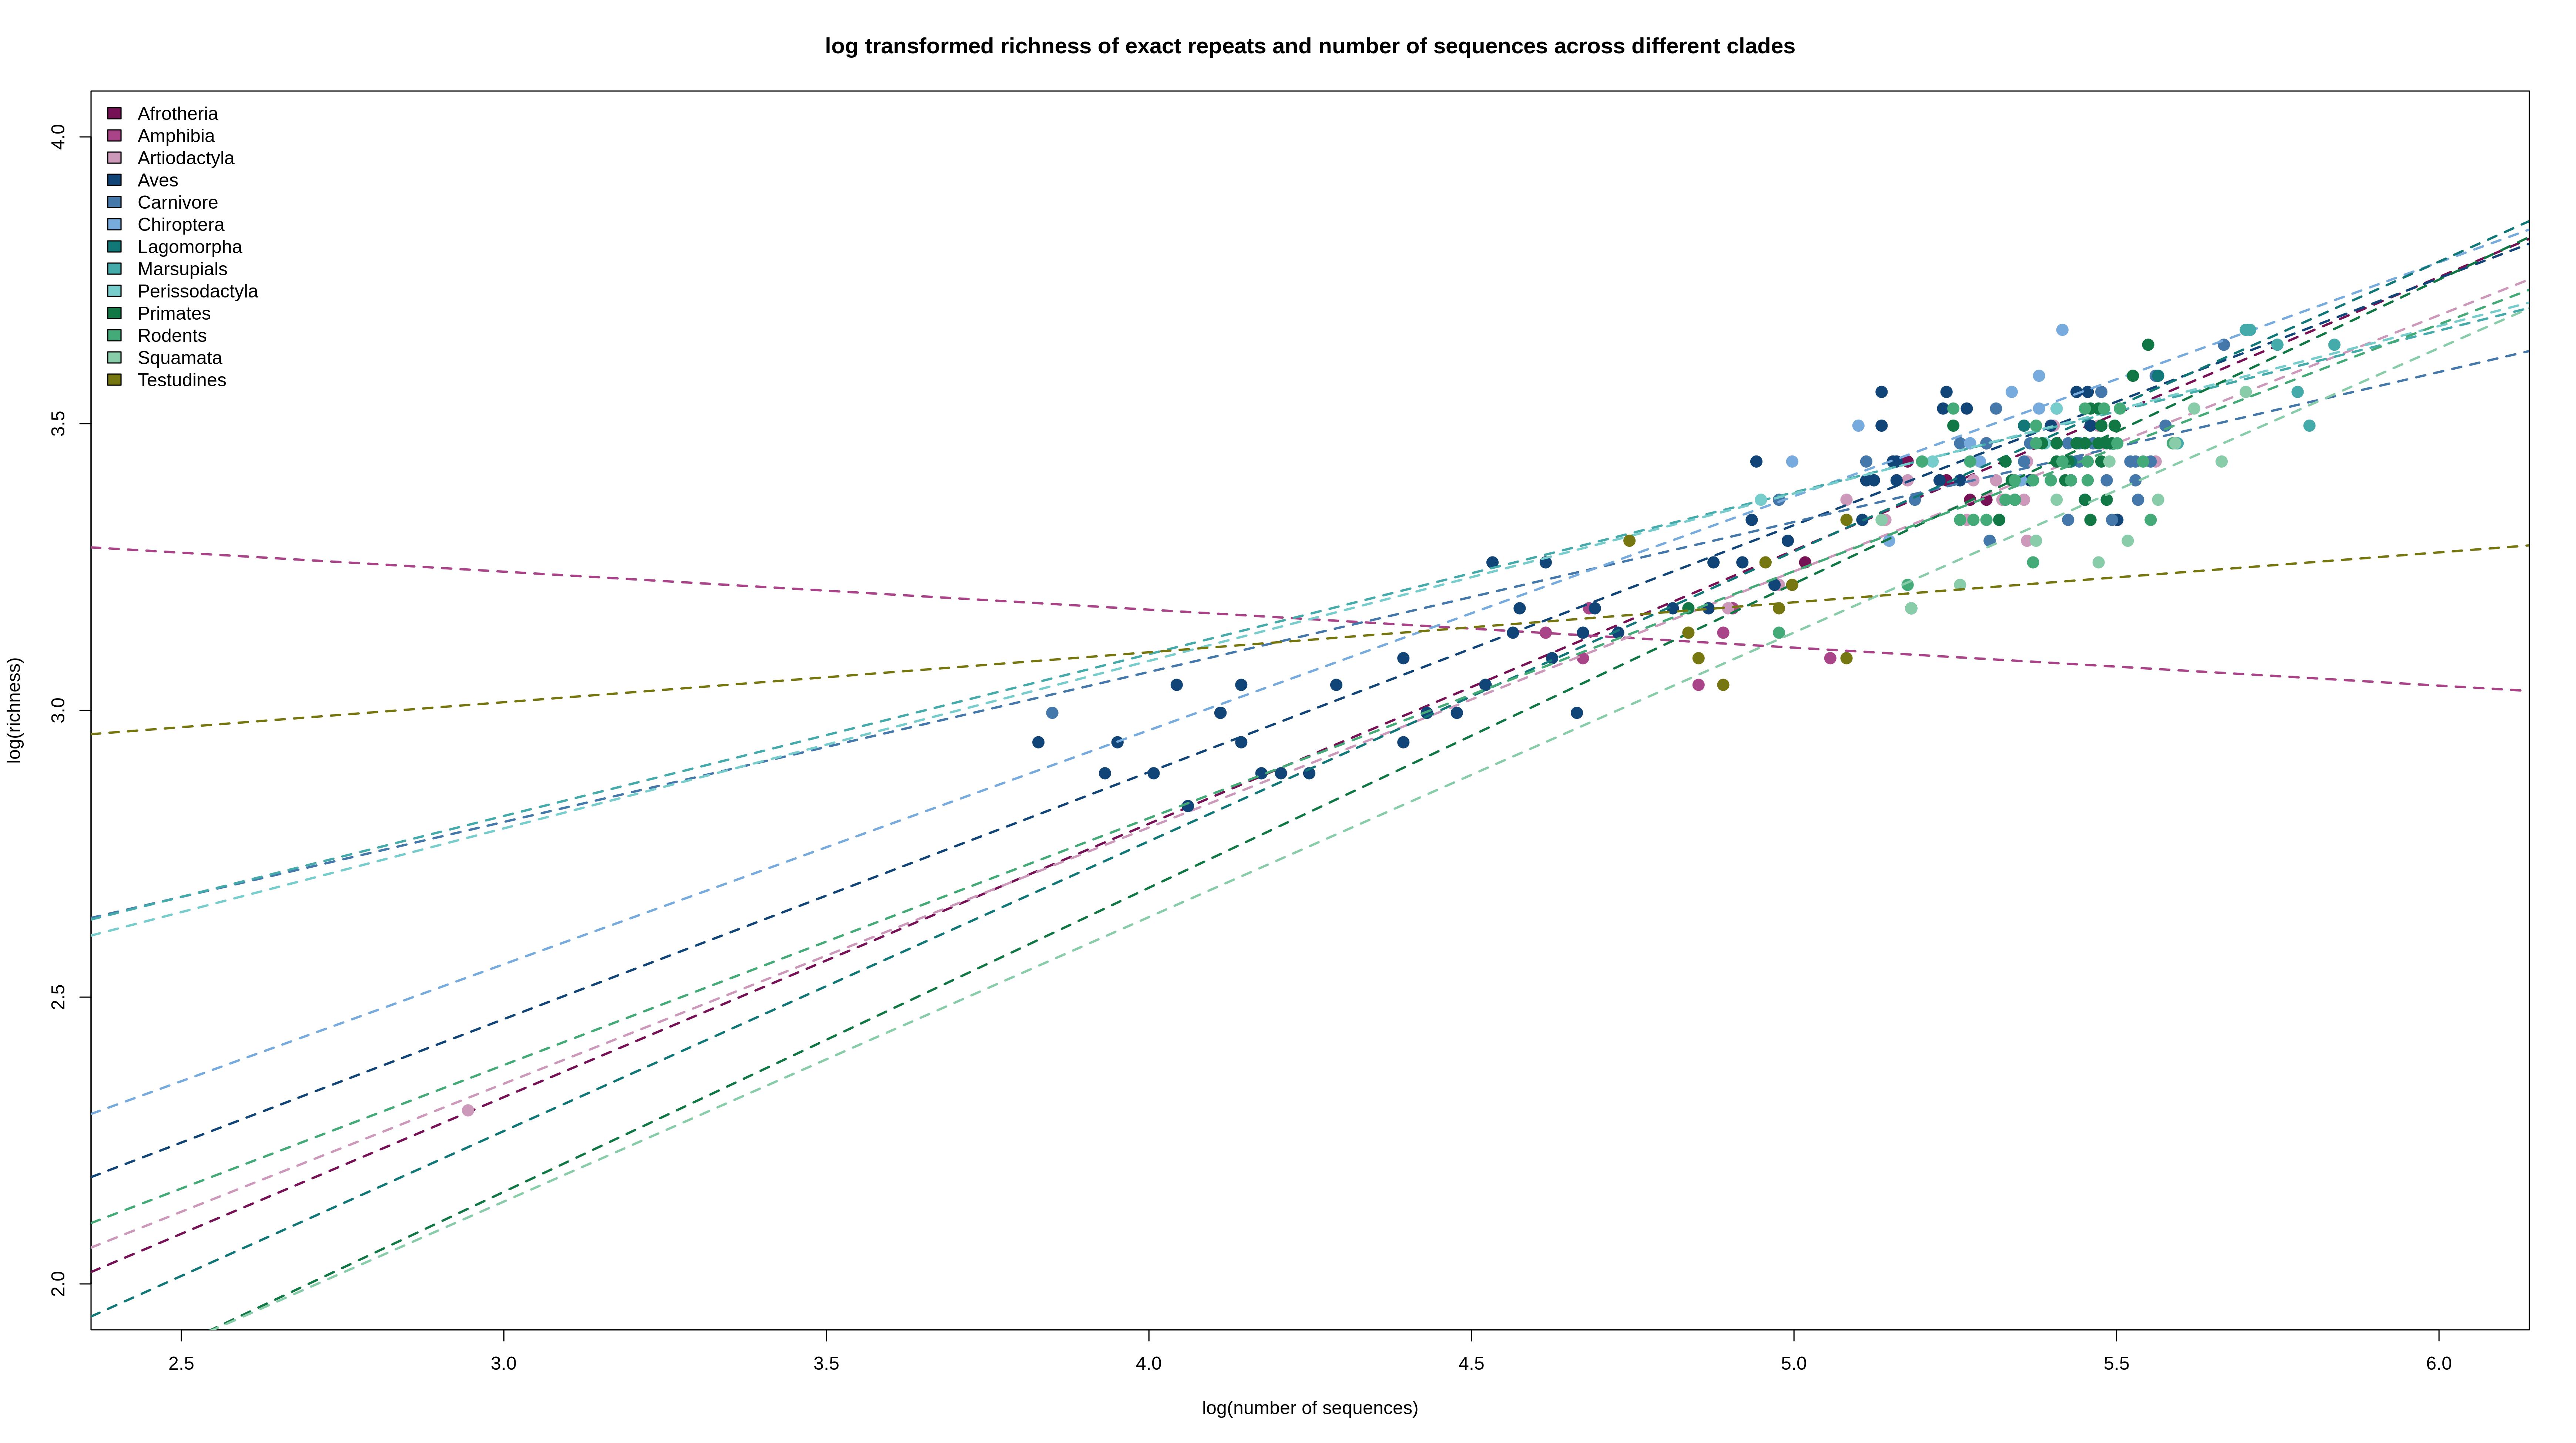 log transformed richness of exact repeats and number of sequences across different clades
Afrotheria
Amphibia
Artiodactyla
Aves
Carnivore
Chiroptera
Lagomorpha
Marsupials
Perissodactyla
Primates
Rodents
Squamata
Testudines
4.0
3.5
3.0
2.5
2.0
log(richness)
2.5 3.0 3.5 4.0 4.5 5.0 5.5 6.0
log(number of sequences)